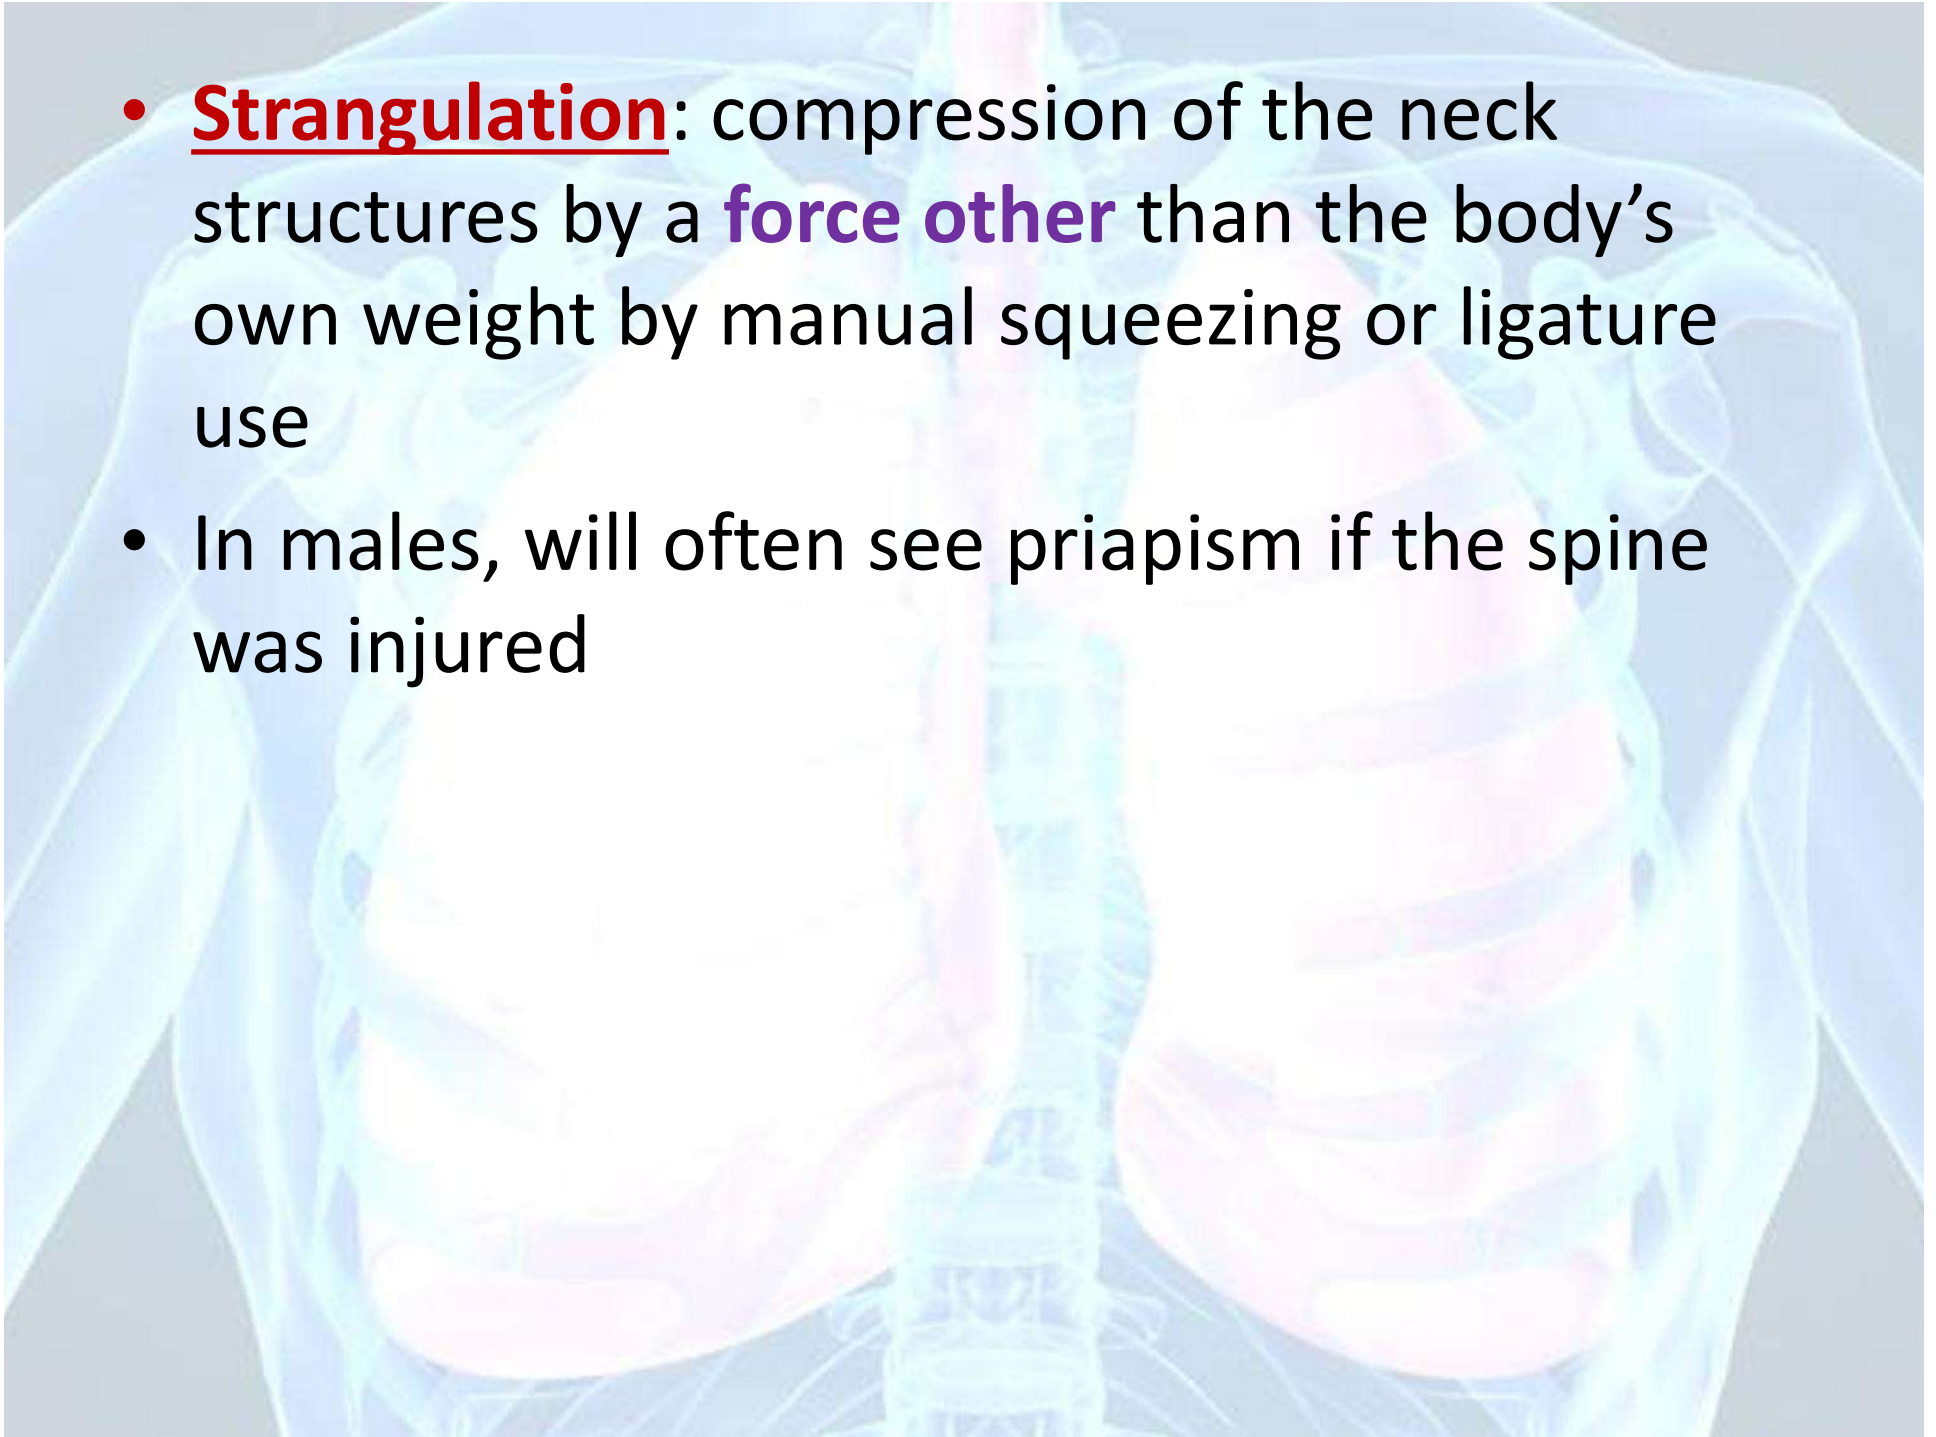 • Strangulation: compression of the neck
structures by a force other than the body’s
own weight by manual squeezing or ligature
use
• In males, will often see priapism if the spine
was injured